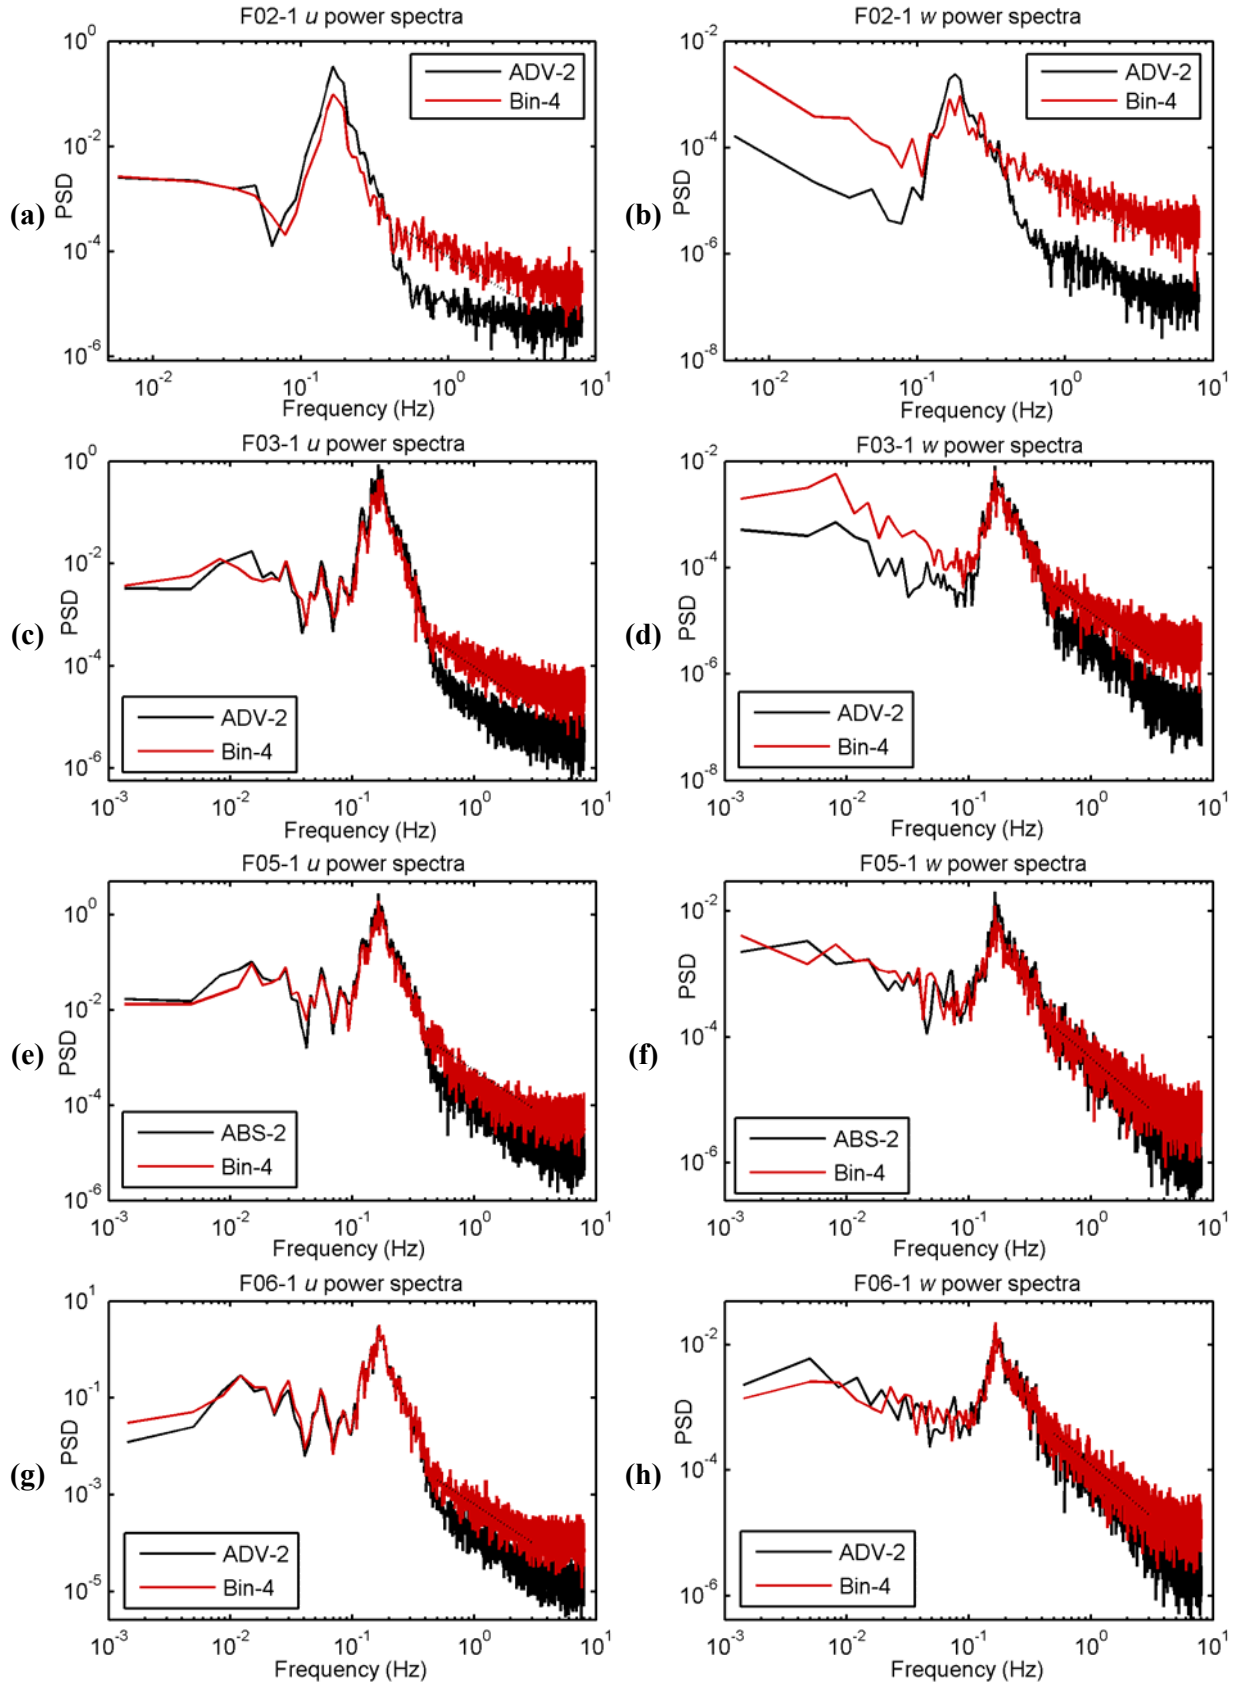 F02-1 u power spectra
10^0
10^-2
10^-4
10^-6
PSD
(a)
ADV-2
Bin-4
10^-2 10^-1 10^0 10^1
Frequency (Hz)
F02-1 w power spectra
10^-2
10^-4
10^-6
10^-8
PSD
(b)
ADV-2
Bin-4
10^-2 10^-1 10^0 10^1
Frequency (Hz)
F03-1 u power spectra
10^0
10^-2
10^-4
10^-6
PSD
(c)
ADV-2
Bin-4
10^-3 10^-2 10^-1 10^0 10^1
Frequency (Hz)
F03-1 w power spectra
10^-2
10^-4
10^-6
10^-8
PSD
(d)
ADV-2
Bin-4
10^-3 10^-2 10^-1 10^0 10^1
Frequency (Hz)
F05-1 u power spectra
10^0
10^-2
10^-4
10^-6
PSD
(e)
ABS-2
Bin-4
10^-3 10^-2 10^-1 10^0 10^1
Frequency (Hz)
F05-1 w power spectra
10^-2
10^-4
10^-6
PSD
(f)
ABS-2
Bin-4
10^-3 10^-2 10^-1 10^0 10^1
Frequency (Hz)
F06-1 u power spectra
10^1
10^-1
10^-3
10^-5
PSD
(g)
ADV-2
Bin-4
10^-3 10^-2 10^-1 10^0 10^1
Frequency (Hz)
F06-1 w power spectra
10^-2
10^-4
10^-6
PSD
(h)
ADV-2
Bin-4
10^-3 10^-2 10^-1 10^0 10^1
Frequency (Hz)